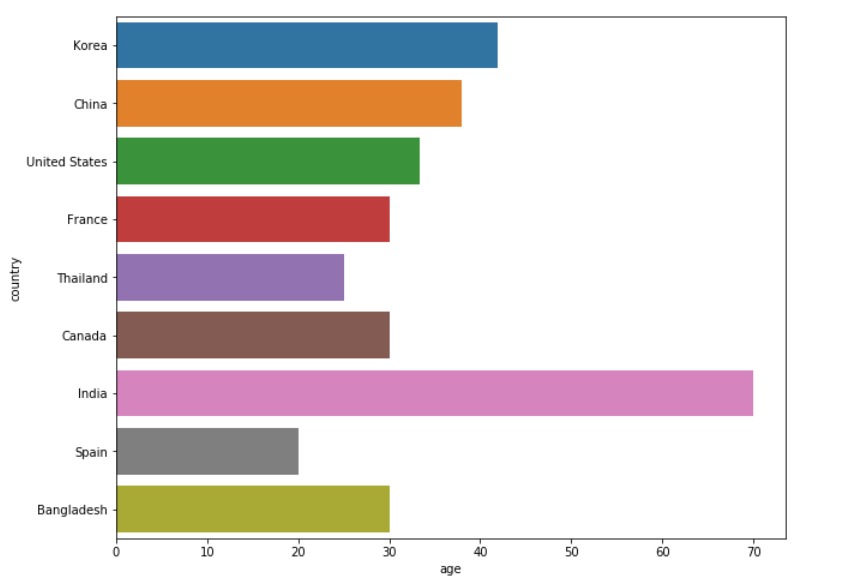 Korea
China
United States
France
Thailand
Canada
India
Spain
Bangladesh
country
0 10 20 30 40 50 60 70
age